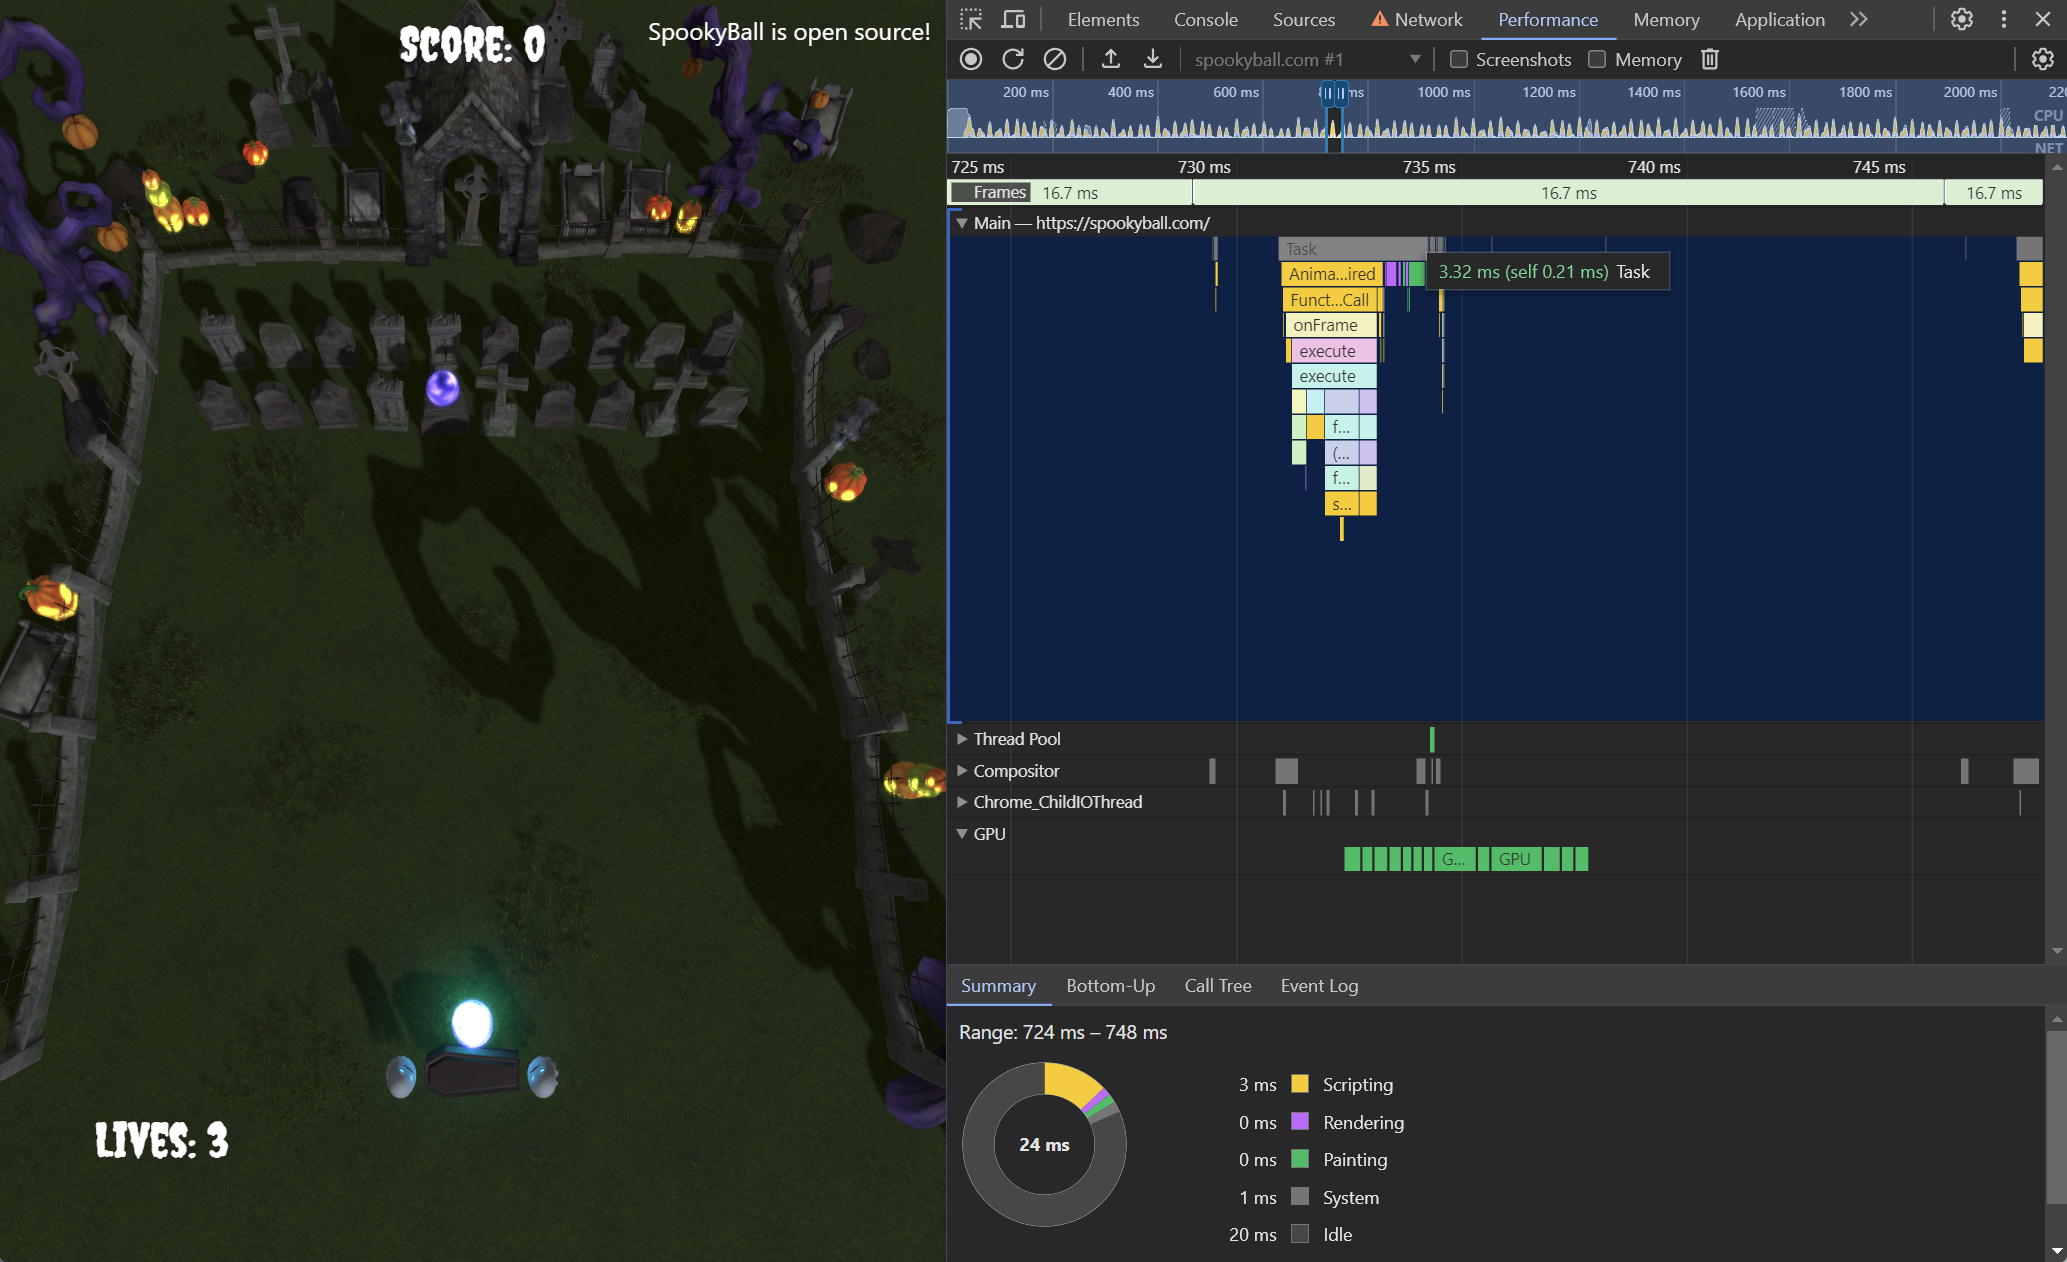 SCORE: 0
SpookyBall is open source!
LIVES: 3
Elements Console Sources Network Performance Memory Application
spookyball.com #1 Screenshots Memory
200 ms 400 ms 600 ms ms 1000 ms 1200 ms 1400 ms 1600 ms 1800 ms 2000 ms
CPU
NET
725 ms 730 ms 735 ms 740 ms 745 ms
Frames 16.7 ms 16.7 ms 16.7 ms
Main — https://spookyball.com/
Task
3.32 ms (self 0.21 ms) Task
Anima...ired
Funct...Call
onFrame
execute
execute
f...
(...
f...
s...
Thread Pool
Compositor
Chrome_ChildIOThread
GPU
G... GPU
Summary Bottom-Up Call Tree Event Log
Range: 724 ms – 748 ms
24 ms
3 ms Scripting
0 ms Rendering
0 ms Painting
1 ms System
20 ms Idle